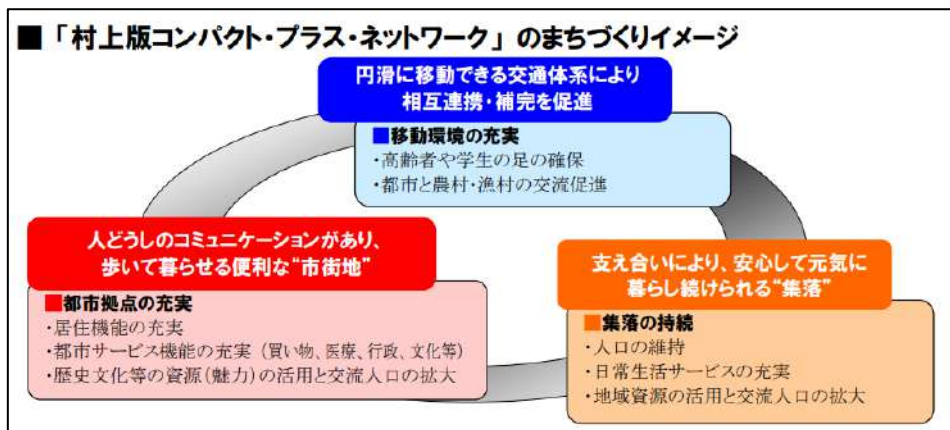 ■「村上版コンパクト・プラス・ネットワーク」のまちづくりイメージ
円滑に移動できる交通体系により
相互連携・補完を促進
■移動環境の充実
・高齢者や学生の足の確保
・都市と農村・漁村の交流促進
人どうしのコミュニケーションがあり、
歩いて暮らせる便利な“市街地”
■都市拠点の充実
・居住機能の充実
・都市サービス機能の充実（買い物、医療、行政、文化等）
・歴史文化等の資源（魅力）の活用と交流人口の拡大
支え合いにより、安心して元気に
暮らし続けられる“集落”
■集落の持続
・人口の維持
・日常生活サービスの充実
・地域資源の活用と交流人口の拡大